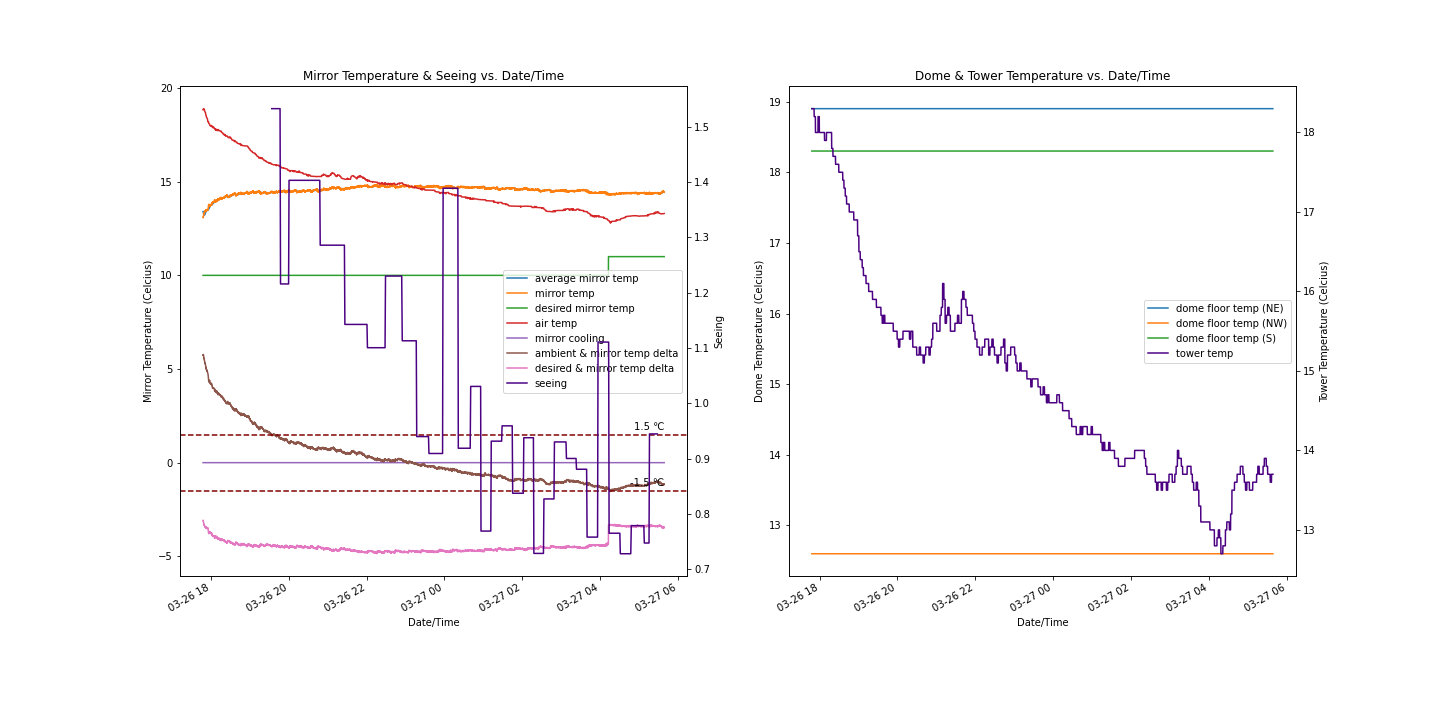 Mirror Temperature & Seeing vs. Date/Time
20
15
10
5
0
−5
Mirror Temperature (Celcius)
1.5
1.4
1.3
1.2
1.1
1.0
0.9
0.8
0.7
Seeing
average mirror temp
mirror temp
desired mirror temp
air temp
mirror cooling
ambient & mirror temp delta
desired & mirror temp delta
seeing
1.5 °C
-1.5 °C
03-26 18
03-26 20
03-26 22
03-27 00
03-27 02
03-27 04
03-27 06
Date/Time
Dome & Tower Temperature vs. Date/Time
19
18
17
16
15
14
13
Dome Temperature (Celcius)
18
17
16
15
14
13
Tower Temperature (Celcius)
dome floor temp (NE)
dome floor temp (NW)
dome floor temp (S)
tower temp
03-26 18
03-26 20
03-26 22
03-27 00
03-27 02
03-27 04
03-27 06
Date/Time